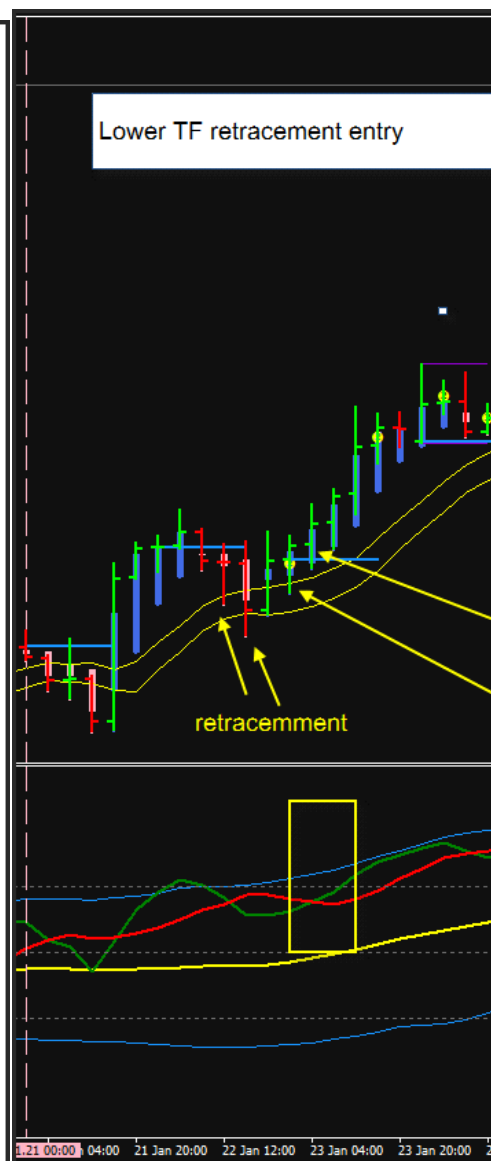 Lower TF retracement entry
retracemment
1.21 00:00 n 04:00 21 Jan 20:00 22 Jan 12:00 23 Jan 04:00 23 Jan 20:00 2